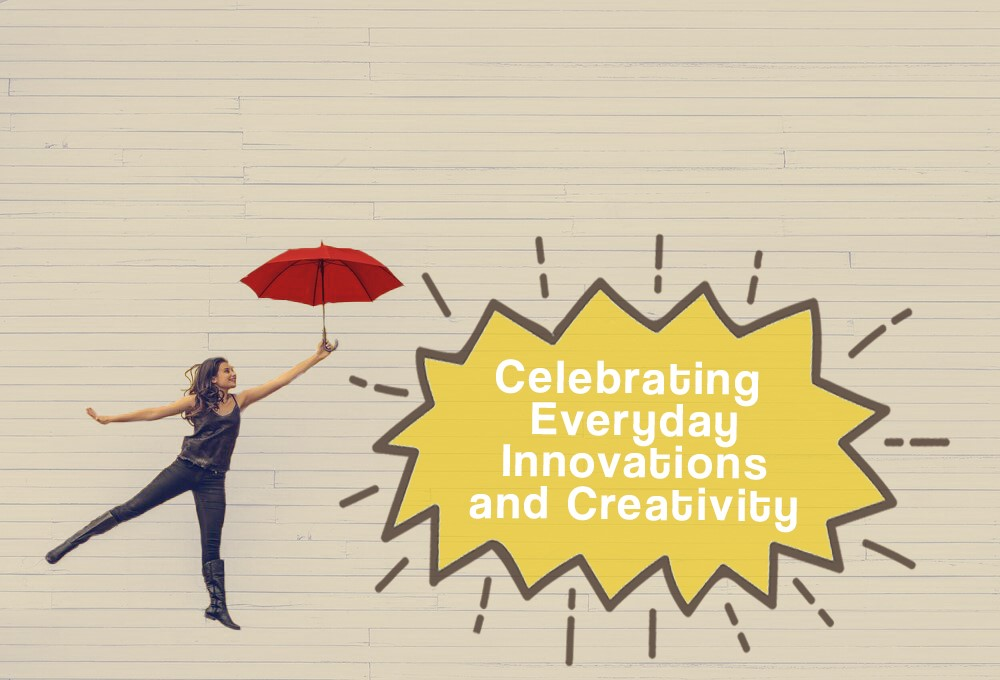 Celebrating
Everyday
Innovations
and Creativity